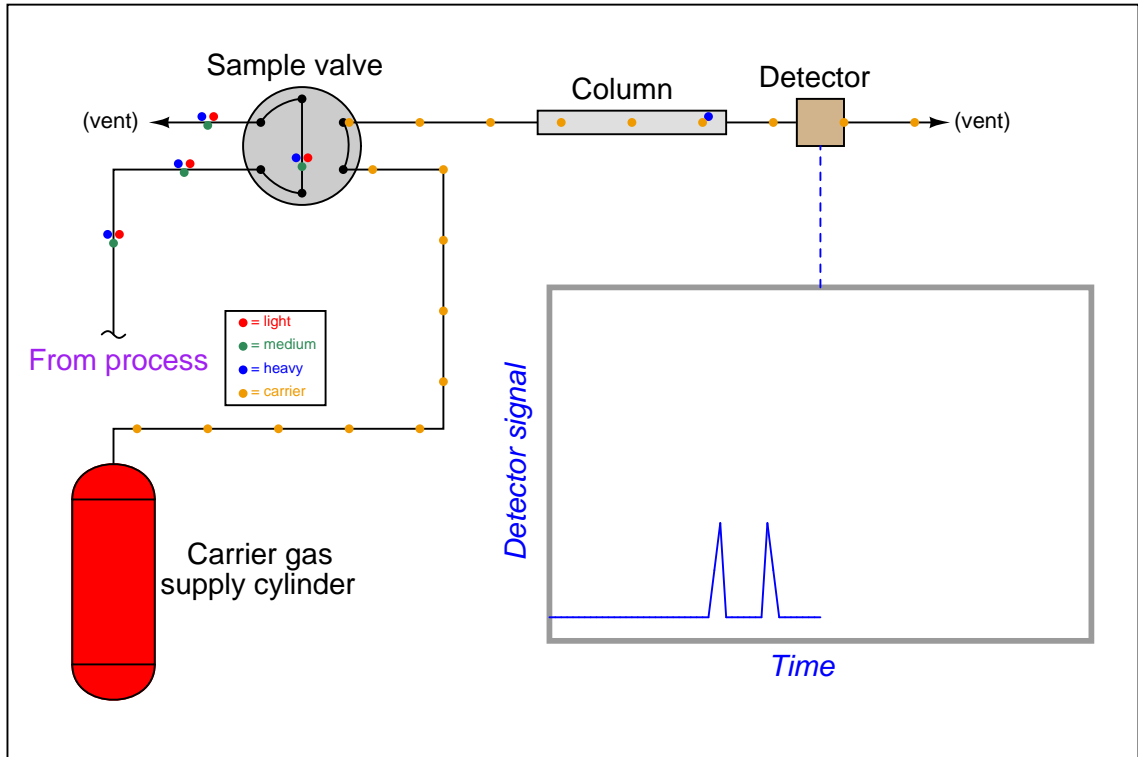 Sample valve
Column
Detector
(vent)
(vent)
= light
= medium
= heavy
= carrier
From process
Detector signal
Carrier gas
supply cylinder
Time